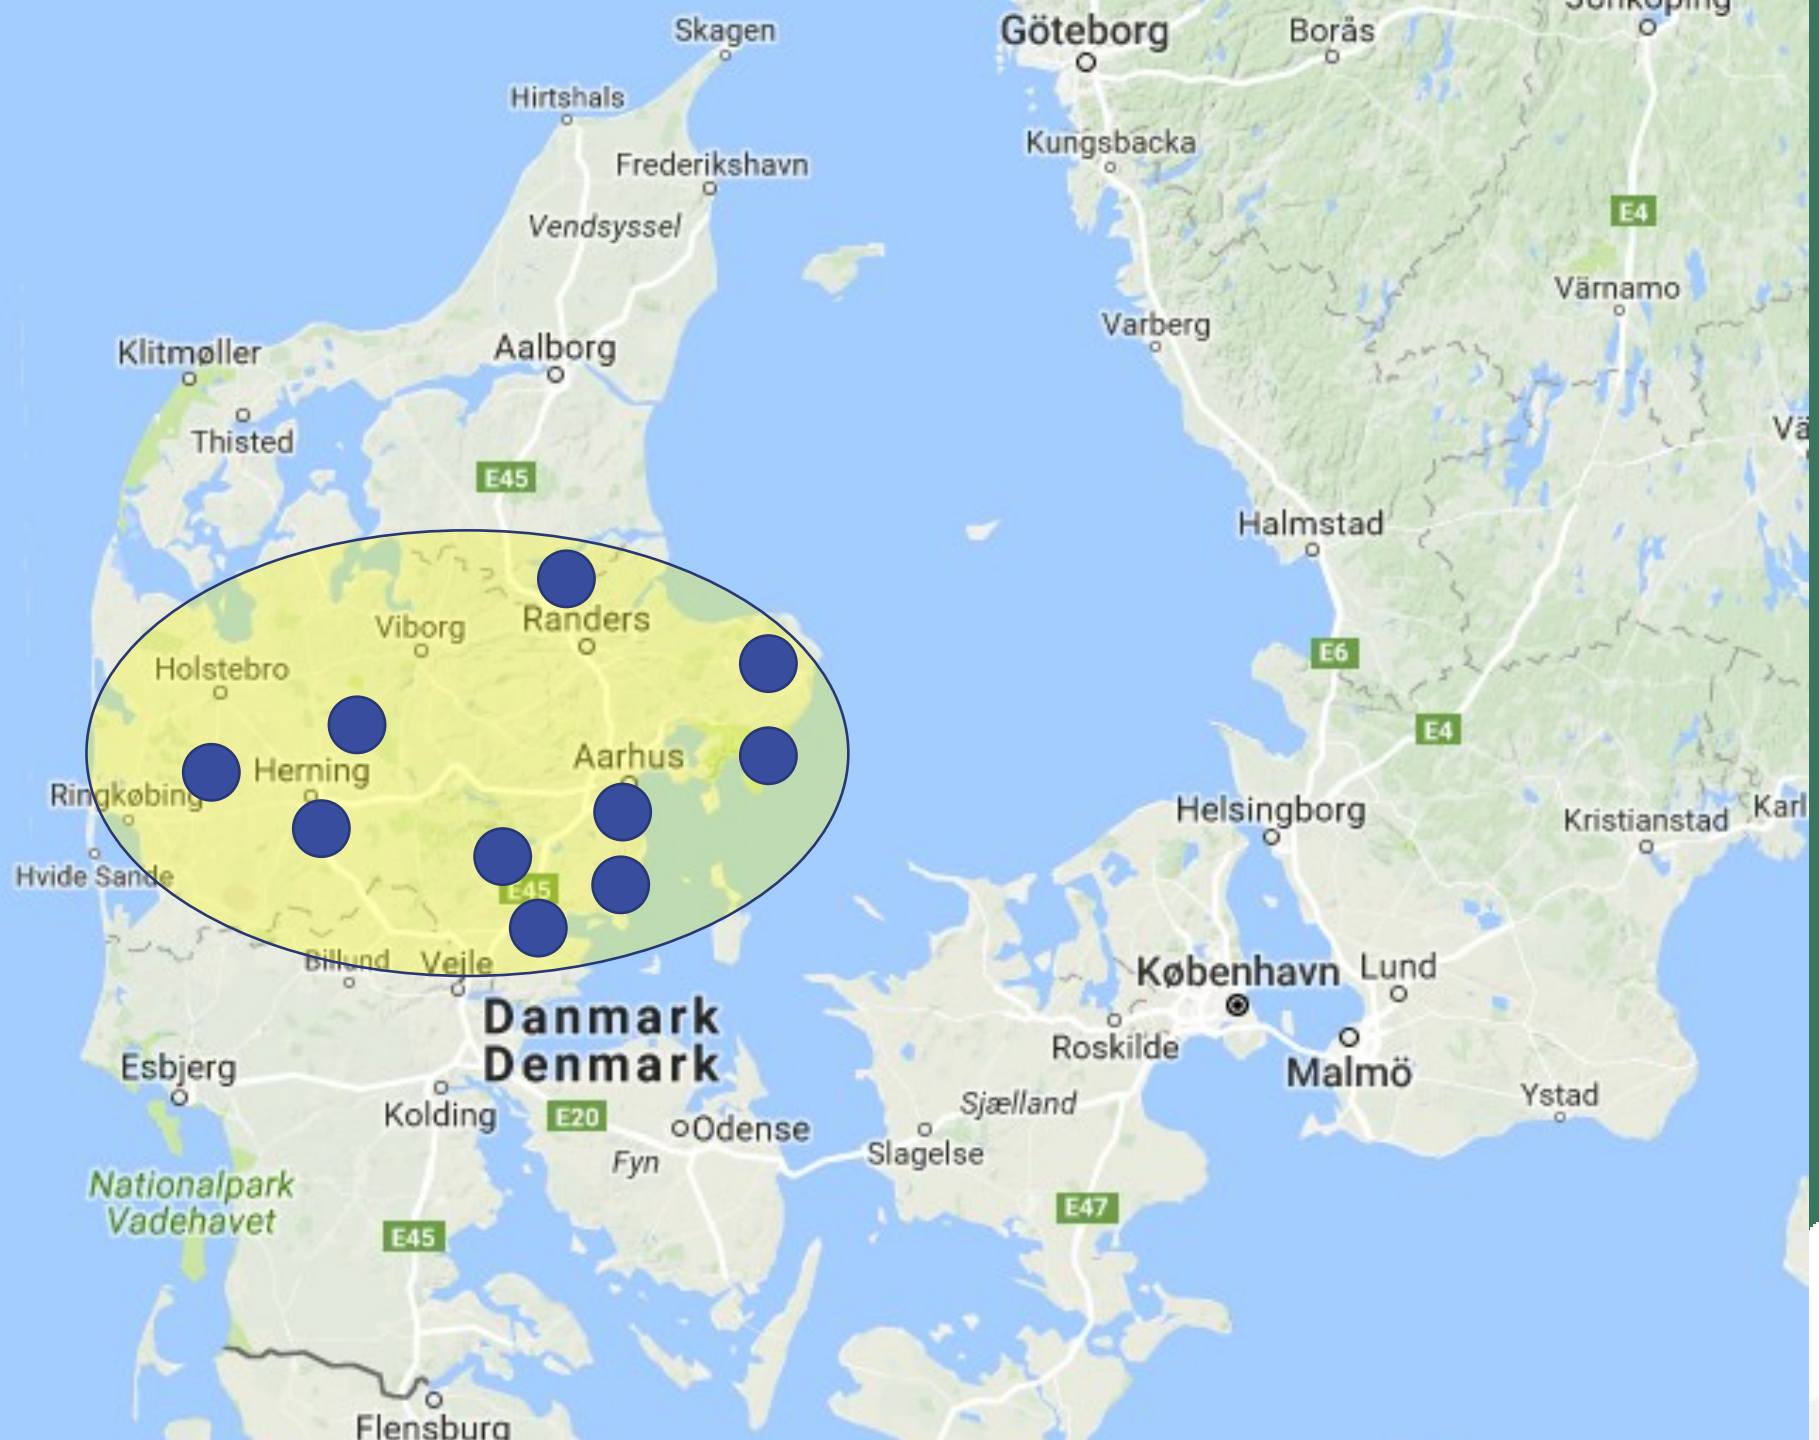 Skagen
Göteborg
Borås
Hirtshals
Kungsbacka
Frederikshavn
Vendsyssel
E4
Värnamo
Varberg
Klitmøller
Aalborg
Thisted
E45
Halmstad
Randers
Viborg
Holstebro
E6
E4
Aarhus
Herning
Ringkøbing
Helsingborg
Kristianstad
Karl
Hvide Sande
E45
Billund
Vejle
København
Lund
Danmark
Denmark
Roskilde
Esbjerg
Malmö
Ystad
Kolding
E20
Odense
Sjælland
Fyn
Slagelse
Nationalpark
Vadehavet
E47
E45
Flensburg